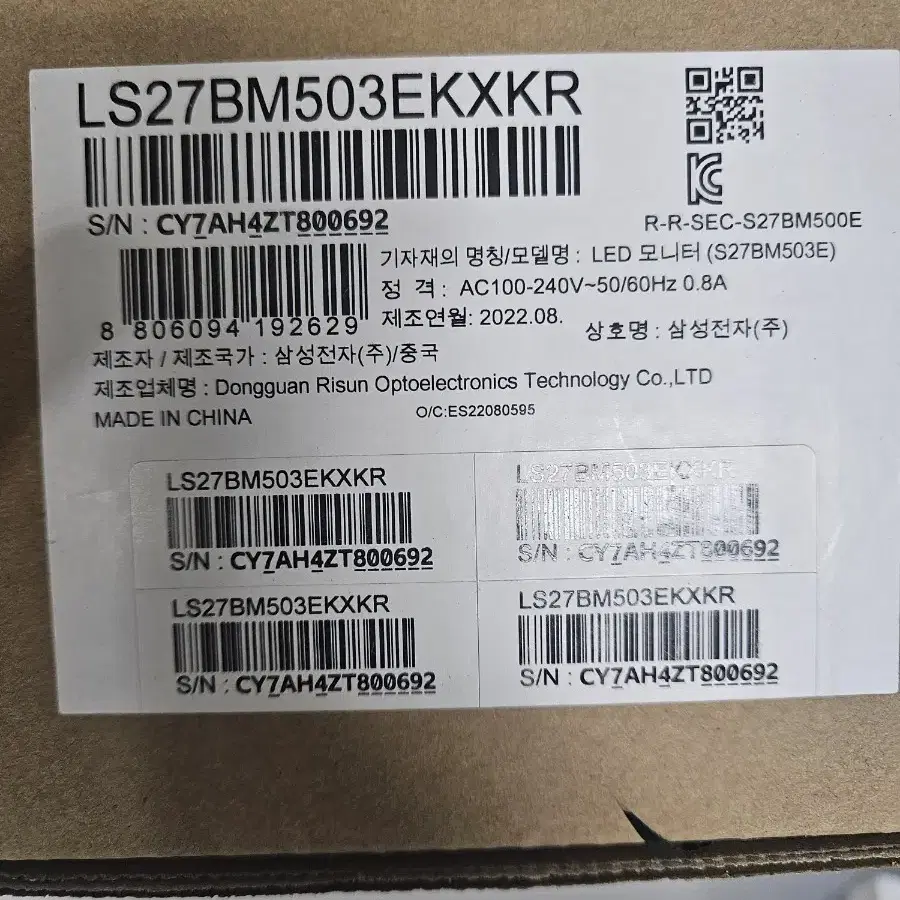 LS27BM503EKXKR
S/N : CY7AH4ZT800692
R-R-SEC-S27BM500E
기자재의 명칭/모델명 : LED 모니터 (S27BM503E)
정 격 : AC100-240V~50/60Hz 0.8A
8 806094 192629
제조연월: 2022.08.
상호명 : 삼성전자(주)
제조자 / 제조국가 : 삼성전자(주)/중국
제조업체명 : Dongguan Risun Optoelectronics Technology Co.,LTD
MADE IN CHINA
O/C:ES22080595
LS27BM503EKXKR
S/N : CY7AH4ZT800692
LS27BM503EKXKR
S/N : CY7AH4ZT800692
LS27BM503EKXKR
S/N : CY7AH4ZT800692
LS27BM503EKXKR
S/N : CY7AH4ZT800692